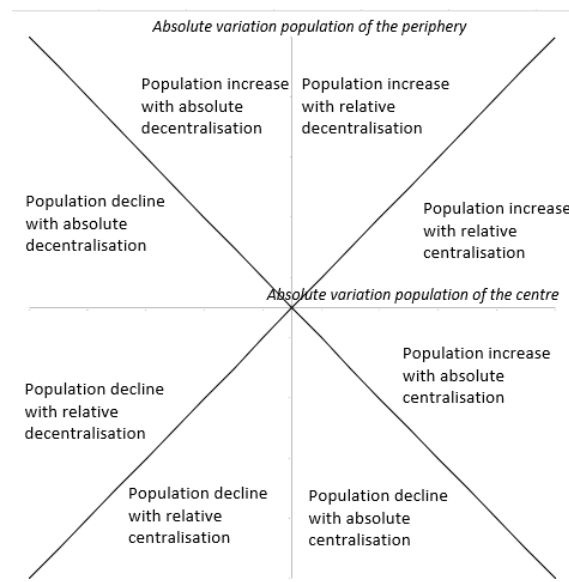 Absolute variation population of the periphery
Population increase
with absolute
decentralisation
Population increase
with relative
decentralisation
Population decline
with absolute
decentralisation
Population increase
with relative
centralisation
Absolute variation population of the centre
Population increase
with absolute
centralisation
Population decline
with relative
decentralisation
Population decline
with relative
centralisation
Population decline
with absolute
centralisation